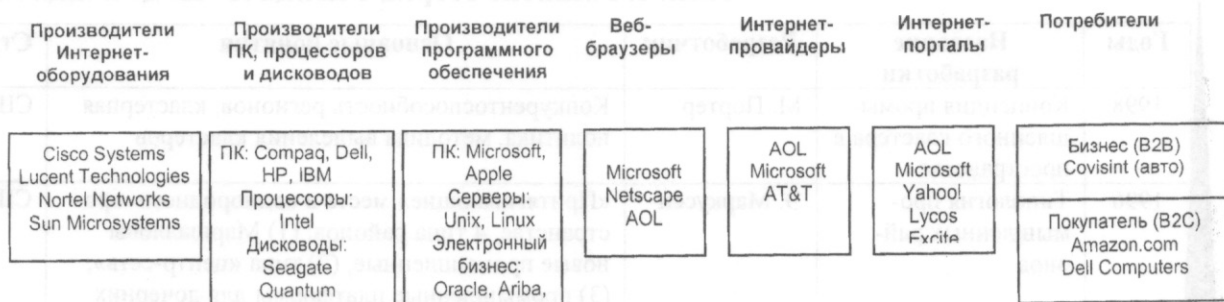 Производители
Интернет-
оборудования
Производители
ПК, процессоров
и дисководов
Производители
программного
обеспечения
Веб-
браузеры
Интернет-
провайдеры
Интернет-
порталы
Потребители
Cisco Systems
Lucent Technologies
Nortel Networks
Sun Microsystems
ПК: Compaq, Dell,
HP, IBM
Процессоры:
Intel
Дисководы:
Seagate
Quantum
ПК: Microsoft,
Apple
Серверы:
Unix, Linux
Электронный
бизнес:
Oracle, Ariba,
Microsoft
Netscape
AOL
AOL
Microsoft
AT&T
AOL
Microsoft
Yahoo!
Lycos
Excite
Бизнес (B2B)
Covisint (авто)
Покупатель (B2C)
Amazon.com
Dell Computers